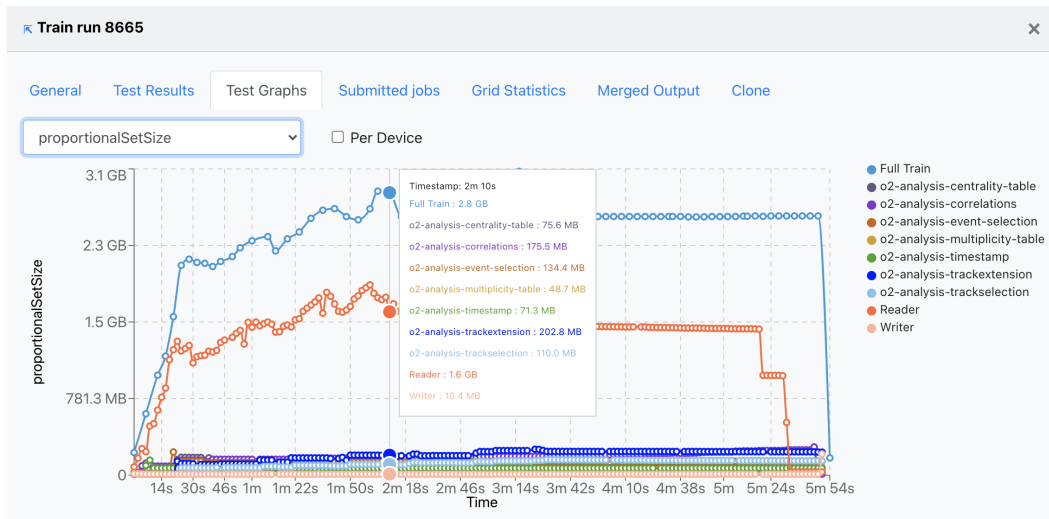 Train run 8665
×
General Test Results Test Graphs Submitted jobs Grid Statistics Merged Output Clone
proportionalSetSize
Per Device
3.1 GB
2.3 GB
1.5 GB
781.3 MB
0
proportionalSetSize
Timestamp: 2m 10s
Full Train : 2.8 GB
o2-analysis-centrality-table : 75.6 MB
o2-analysis-correlations : 175.5 MB
o2-analysis-event-selection : 134.4 MB
o2-analysis-multiplicity-table : 48.7 MB
o2-analysis-timestamp : 71.3 MB
o2-analysis-trackextension : 202.8 MB
o2-analysis-trackselection : 110.0 MB
Reader : 1.6 GB
Writer : 10.4 MB
Full Train
o2-analysis-centrality-table
o2-analysis-correlations
o2-analysis-event-selection
o2-analysis-multiplicity-table
o2-analysis-timestamp
o2-analysis-trackextension
o2-analysis-trackselection
Reader
Writer
14s 30s 46s 1m 1m 22s 1m 50s 2m 18s 2m 46s 3m 14s 3m 42s 4m 10s 4m 38s 5m 5m 24s 5m 54s
Time